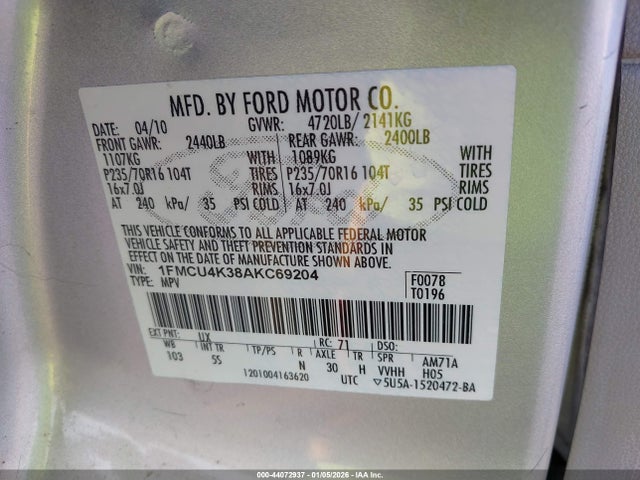 MFD. BY FORD MOTOR CO.
DATE: 04/10 GVWR: 4720LB/ 2141KG
FRONT GAWR: 2440LB REAR GAWR: 2400LB
1107KG WITH 1089KG WITH
P235/70R16 104T TIRES P235/70R16 104T TIRES
16x7.0J RIMS 16x7.0J RIMS
AT 240 kPa/ 35 PSI COLD AT 240 kPa/ 35 PSI COLD
THIS VEHICLE CONFORMS TO ALL APPLICABLE FEDERAL MOTOR
VEHICLE SAFETY AND THEFT PREVENTION STANDARDS IN
EFFECT ON THE DATE OF MANUFACTURE SHOWN ABOVE.
VIN: 1FMCU4K38AKC69204 F0078
TYPE: MPV T0196
EXT PNT: UX RC: 71 DSO:
WB INT TR TP/PS R AXLE TR SPR AM71A
103 5S N 30 H VVHH H05
1201004163620 UTC 5U5A-1520472-BA
000-44072937 - 01/05/2026 - IAA